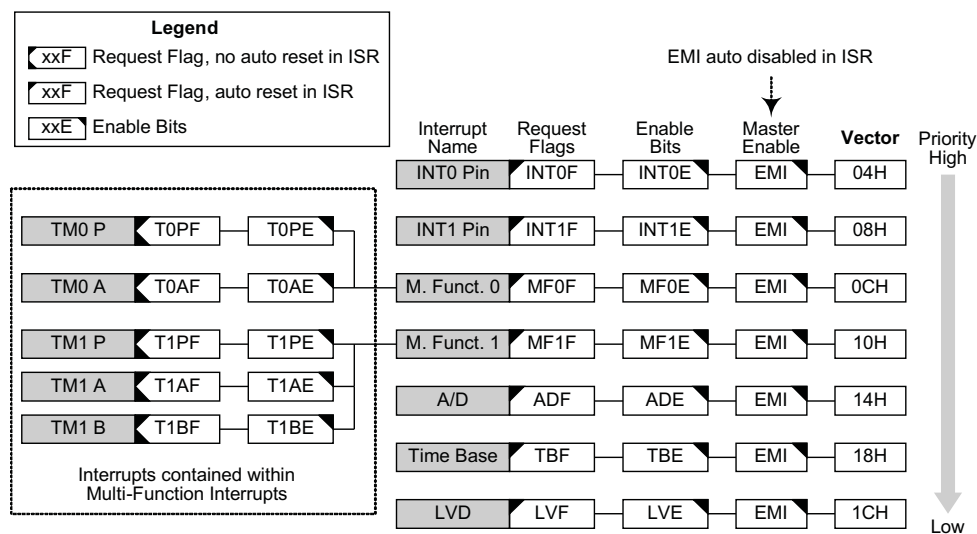 Legend
xxF Request Flag, no auto reset in ISR
xxF Request Flag, auto reset in ISR
xxE Enable Bits
EMI auto disabled in ISR
Interrupt Name
Request Flags
Enable Bits
Master Enable
Vector
Priority High
INT0 Pin INT0F INT0E EMI 04H
TM0 P T0PF T0PE
INT1 Pin INT1F INT1E EMI 08H
TM0 A T0AF T0AE
M. Funct. 0 MF0F MF0E EMI 0CH
TM1 P T1PF T1PE
M. Funct. 1 MF1F MF1E EMI 10H
TM1 A T1AF T1AE
A/D ADF ADE EMI 14H
TM1 B T1BF T1BE
Time Base TBF TBE EMI 18H
Interrupts contained within
Multi-Function Interrupts
LVD LVF LVE EMI 1CH
Low